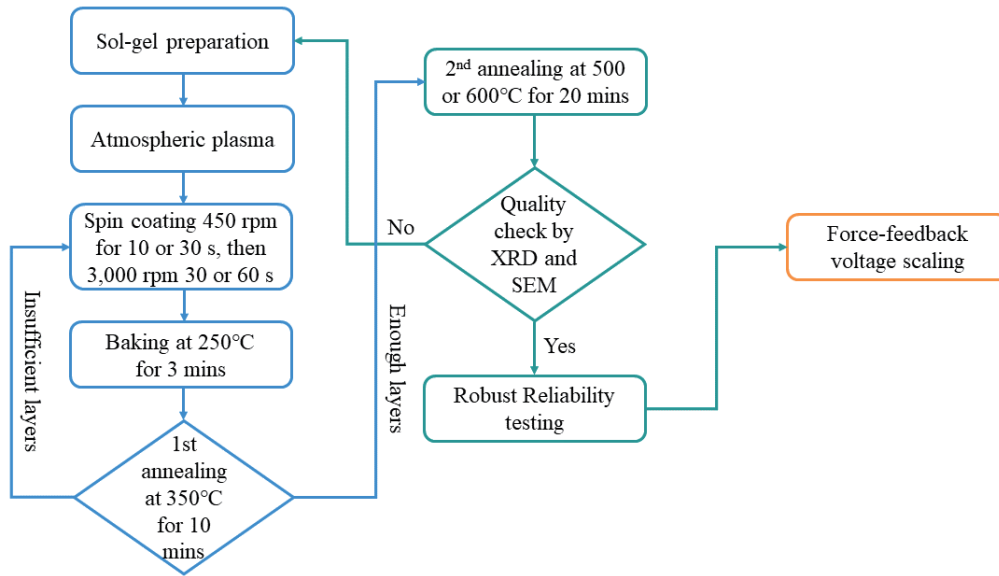 Sol-gel preparation
Atmospheric plasma
Spin coating 450 rpm
for 10 or 30 s, then
3,000 rpm 30 or 60 s
Baking at 250℃
for 3 mins
1st
annealing
at 350℃
for 10
mins
Insufficient layers
Enough layers
2nd annealing at 500
or 600℃ for 20 mins
Quality
check by
XRD and
SEM
No
Yes
Robust Reliability
testing
Force-feedback
voltage scaling